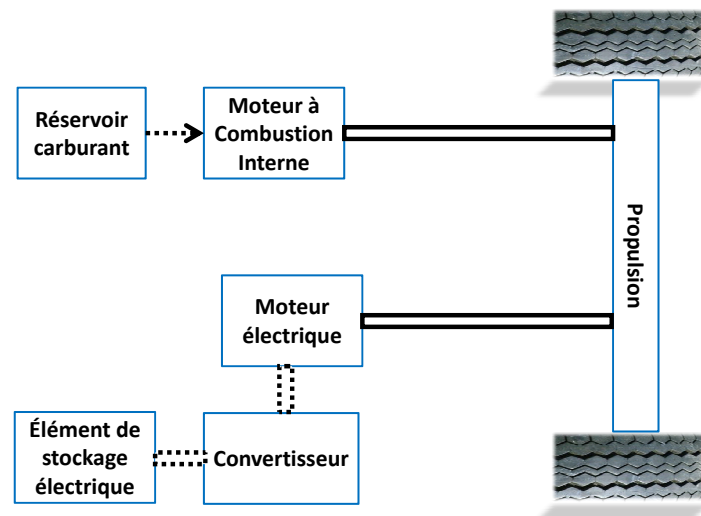 Réservoir
carburant
Moteur à
Combustion
Interne
Propulsion
Moteur
électrique
Élément de
stockage
électrique
Convertisseur